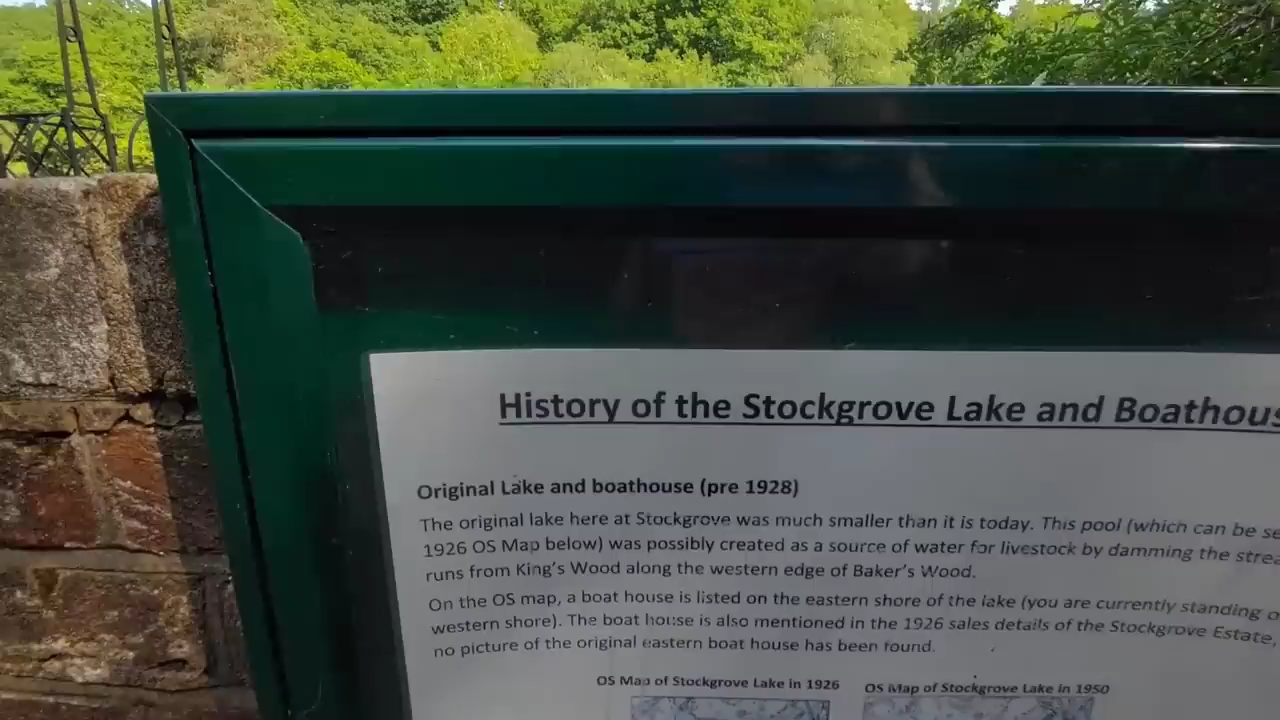 History of the Stockgrove Lake and Boathous
Original Lake and boathouse (pre 1928)
The original lake here at Stockgrove was much smaller than it is today. This pool (which can be se
1926 OS Map below) was possibly created as a source of water for livestock by damming the strea
runs from King's Wood along the western edge of Baker's Wood.
On the OS map, a boat house is listed on the eastern shore of the lake (you are currently standing o
western shore). The boat house is also mentioned in the 1926 sales details of the Stockgrove Estate,
no picture of the original eastern boat house has been found.
OS Map of Stockgrove Lake in 1926 OS Map of Stockgrove Lake in 1950